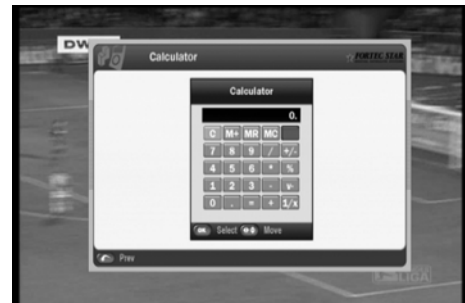 DW
Calculator
FORTEC STAR
Calculator
0.
C M+ MR MC
7 8 9 / +/-
4 5 6 * %
1 2 3 -
0 . = + 1/x
OK Select Move
Prev